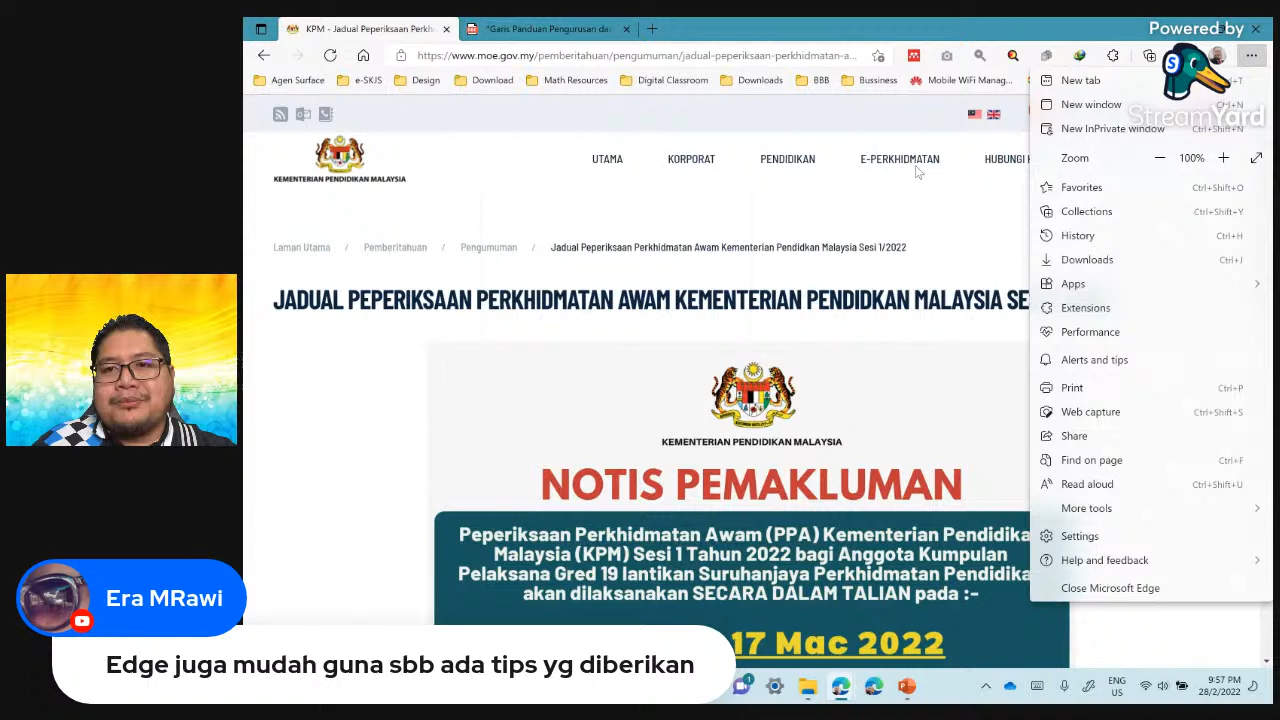 KPM - Jadual Peperiksaan Perkh
"Garis Panduan Pengurusan da
Powered by
https://www.moe.gov.my/pemberitahuan/pengumuman/jadual-peperiksaan-perkhidmatan-a...
Agen Surface
e-SKJS
Design
Download
Math Resources
Digital Classroom
Downloads
BBB
Bussiness
Mobile WiFi Manag...
StreamYard
New tab
New window
Ctrl+N
New InPrivate window
Ctrl+Shift+N
Zoom
100%
Favorites
Ctrl+Shift+O
Collections
Ctrl+Shift+Y
History
Ctrl+H
Downloads
Ctrl+J
Apps
Extensions
Performance
Alerts and tips
Print
Ctrl+P
Web capture
Ctrl+Shift+S
Share
Find on page
Ctrl+F
Read aloud
Ctrl+Shift+U
More tools
Settings
Help and feedback
Close Microsoft Edge
KEMENTERIAN PENDIDIKAN MALAYSIA
UTAMA
KORPORAT
PENDIDIKAN
E-PERKHIDMATAN
HUBUNGI
Laman Utama / Pemberitahuan / Pengumuman / Jadual Peperiksaan Perkhidmatan Awam Kementerian Pendidkan Malaysia Sesi 1/2022
JADUAL PEPERIKSAAN PERKHIDMATAN AWAM KEMENTERIAN PENDIDKAN MALAYSIA SE
KEMENTERIAN PENDIDIKAN MALAYSIA
NOTIS PEMAKLUMAN
Peperiksaan Perkhidmatan Awam (PPA) Kementerian Pendidika
Malaysia (KPM) Sesi 1 Tahun 2022 bagi Anggota Kumpulan
Pelaksana Gred 19 lantikan Suruhanjaya Perkhidmatan Pendidika
akan dilaksanakan SECARA DALAM TALIAN pada :-
17 Mac 2022
Era MRawi
Edge juga mudah guna sbb ada tips yg diberikan
ENG
US
9:57 PM
28/2/2022